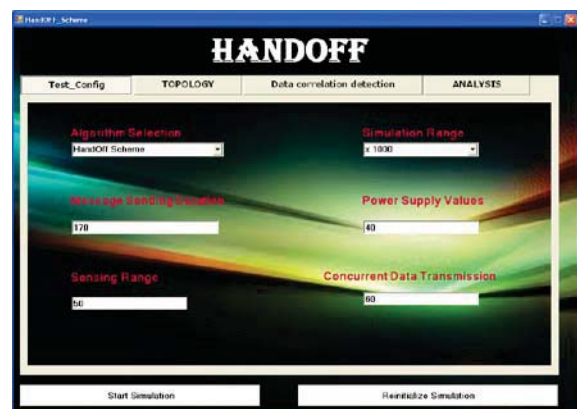 HandOFF_Scheme
HANDOFF
Test_Config TOPOLOGY Data correlation detection ANALYSIS
Algorithm Selection Simulation Range
HandOff Scheme x 1000
Message Sending Duration Power Supply Values
170 40
Sensing Range Concurrent Data Transmission
50 60
Start Simulation Reinitialize Simulation